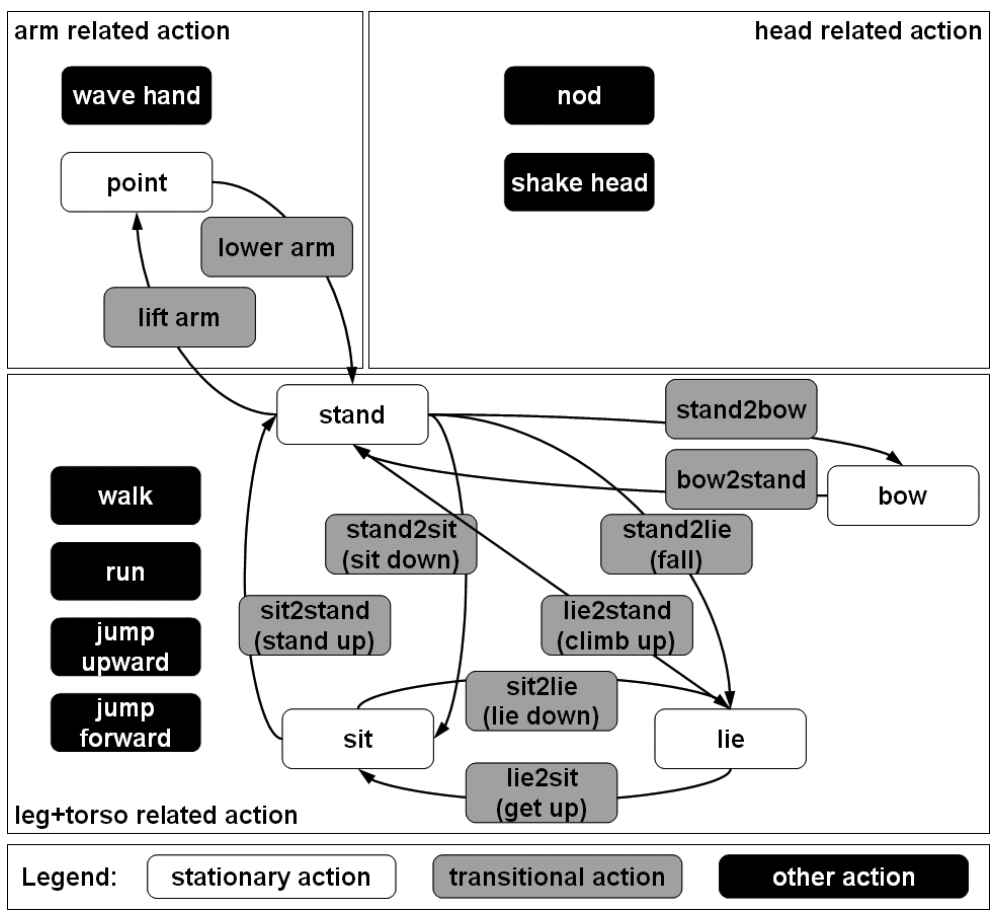 arm related action
head related action
wave hand
nod
point
shake head
lower arm
lift arm
stand
stand2bow
bow2stand
bow
walk
stand2sit
(sit down)
stand2lie
(fall)
run
sit2stand
(stand up)
lie2stand
(climb up)
jump
upward
sit2lie
(lie down)
jump
forward
sit
lie
lie2sit
(get up)
leg+torso related action
Legend:
stationary action
transitional action
other action